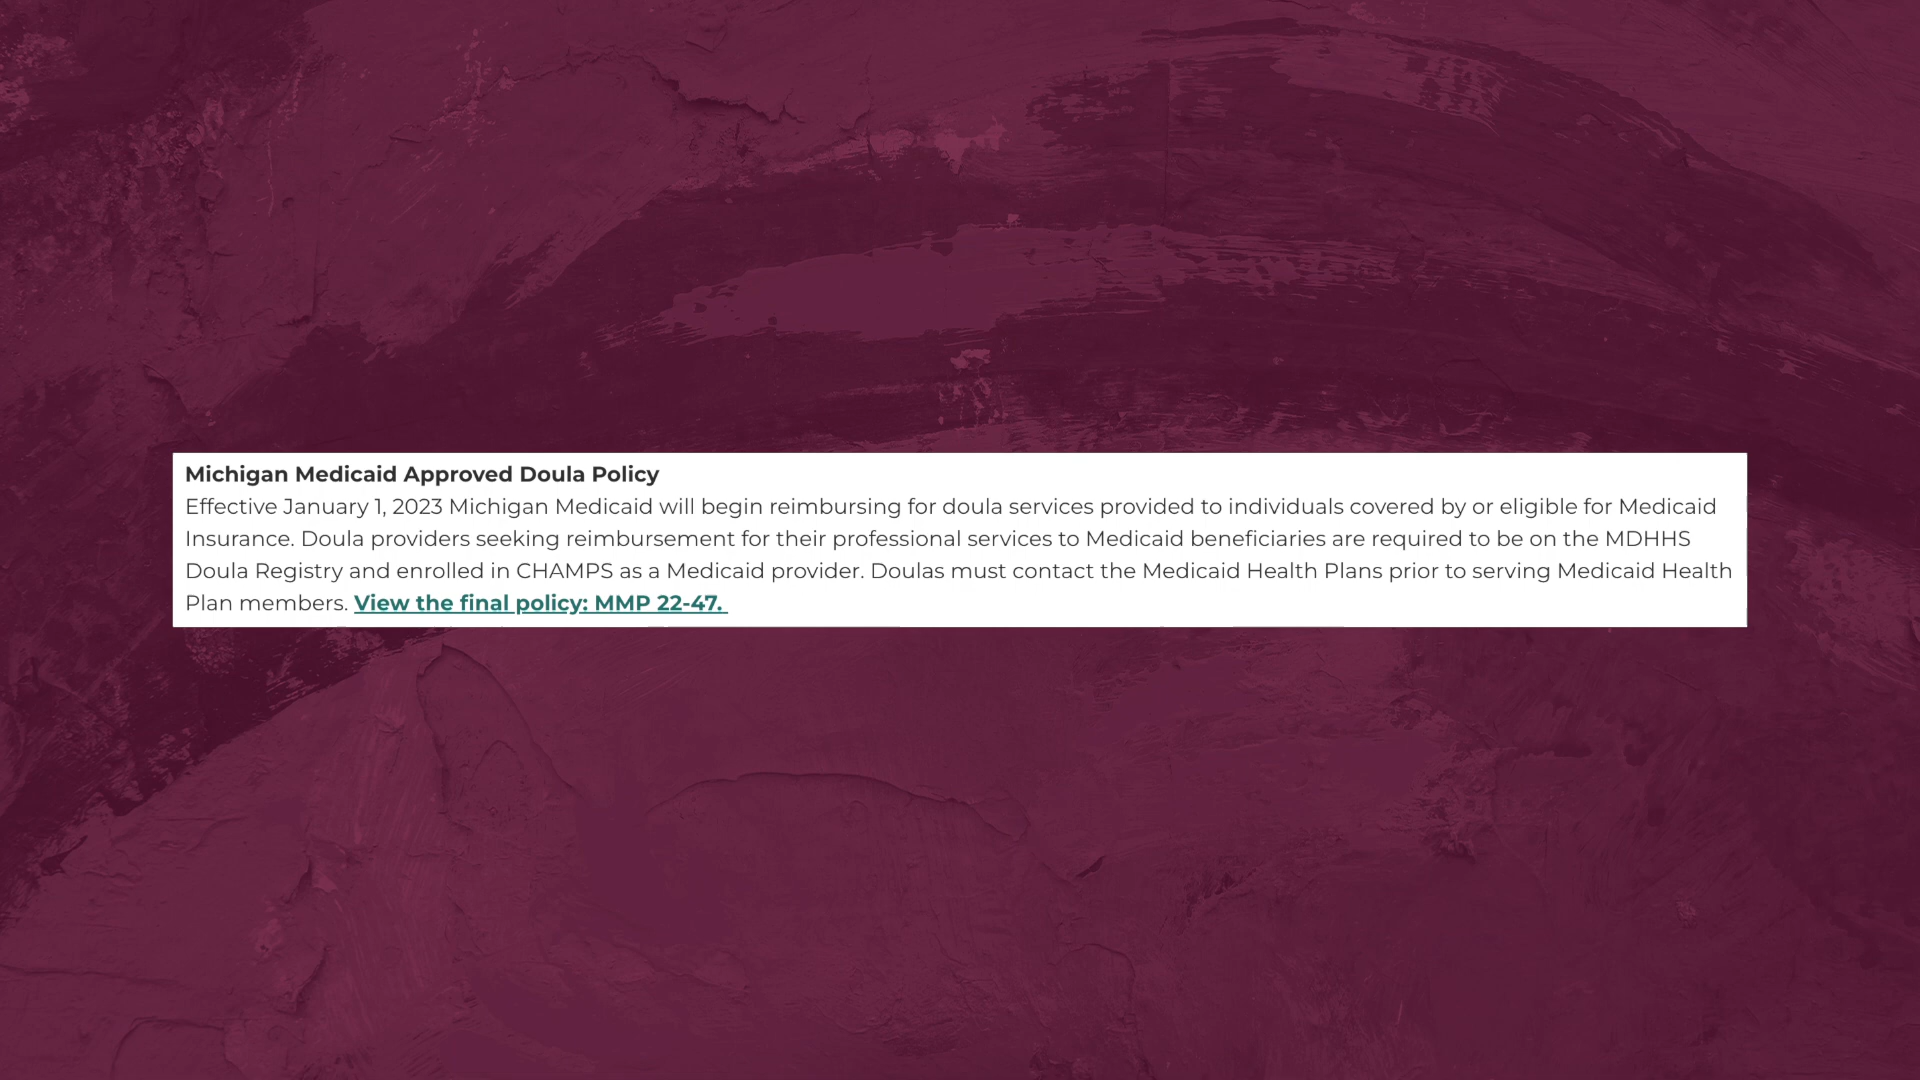 Michigan Medicaid Approved Doula Policy
Effective January 1, 2023 Michigan Medicaid will begin reimbursing for doula services provided to individuals covered by or eligible for Medicaid
Insurance. Doula providers seeking reimbursement for their professional services to Medicaid beneficiaries are required to be on the MDHHS
Doula Registry and enrolled in CHAMPS as a Medicaid provider. Doulas must contact the Medicaid Health Plans prior to serving Medicaid Health
Plan members. View the final policy: MMP 22-47.